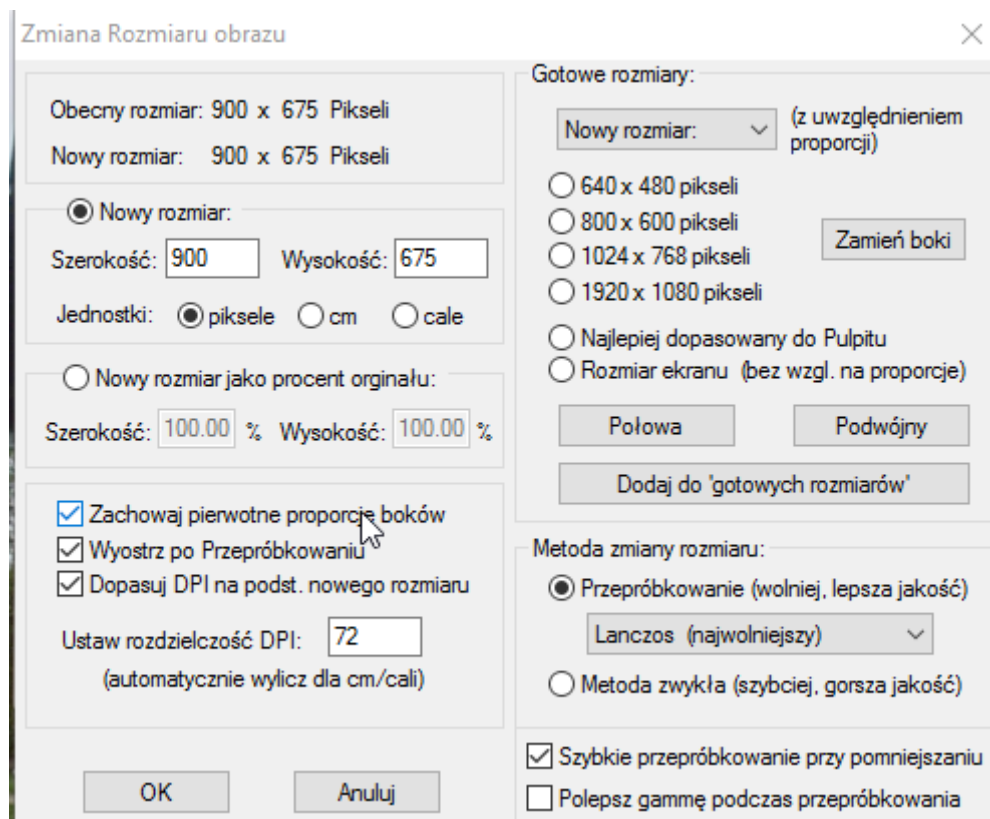 Zmiana Rozmiaru obrazu
Obecny rozmiar: 900 x 675 Pikseli
Nowy rozmiar: 900 x 675 Pikseli
Nowy rozmiar:
Szerokość: 900 Wysokość: 675
Jednostki: piksele cm cale
Nowy rozmiar jako procent orginału:
Szerokość: 100.00 % Wysokość: 100.00 %
Zachowaj pierwotne proporcje boków
Wyostrz po Przepróbkowaniu
Dopasuj DPI na podst. nowego rozmiaru
Ustaw rozdzielczość DPI: 72
(automatycznie wylicz dla cm/cali)
OK Anuluj
Gotowe rozmiary:
Nowy rozmiar: (z uwzględnieniem
proporcji)
640 x 480 pikseli
800 x 600 pikseli
Zamień boki
1024 x 768 pikseli
1920 x 1080 pikseli
Najlepiej dopasowany do Pulpitu
Rozmiar ekranu (bez wzgl. na proporcje)
Połowa Podwójny
Dodaj do 'gotowych rozmiarów'
Metoda zmiany rozmiaru:
Przepróbkowanie (wolniej, lepsza jakość)
Lanczos (najwolniejszy)
Metoda zwykła (szybciej, gorsza jakość)
Szybkie przepróbkowanie przy pomniejszaniu
Polepsz gammę podczas przepróbkowania